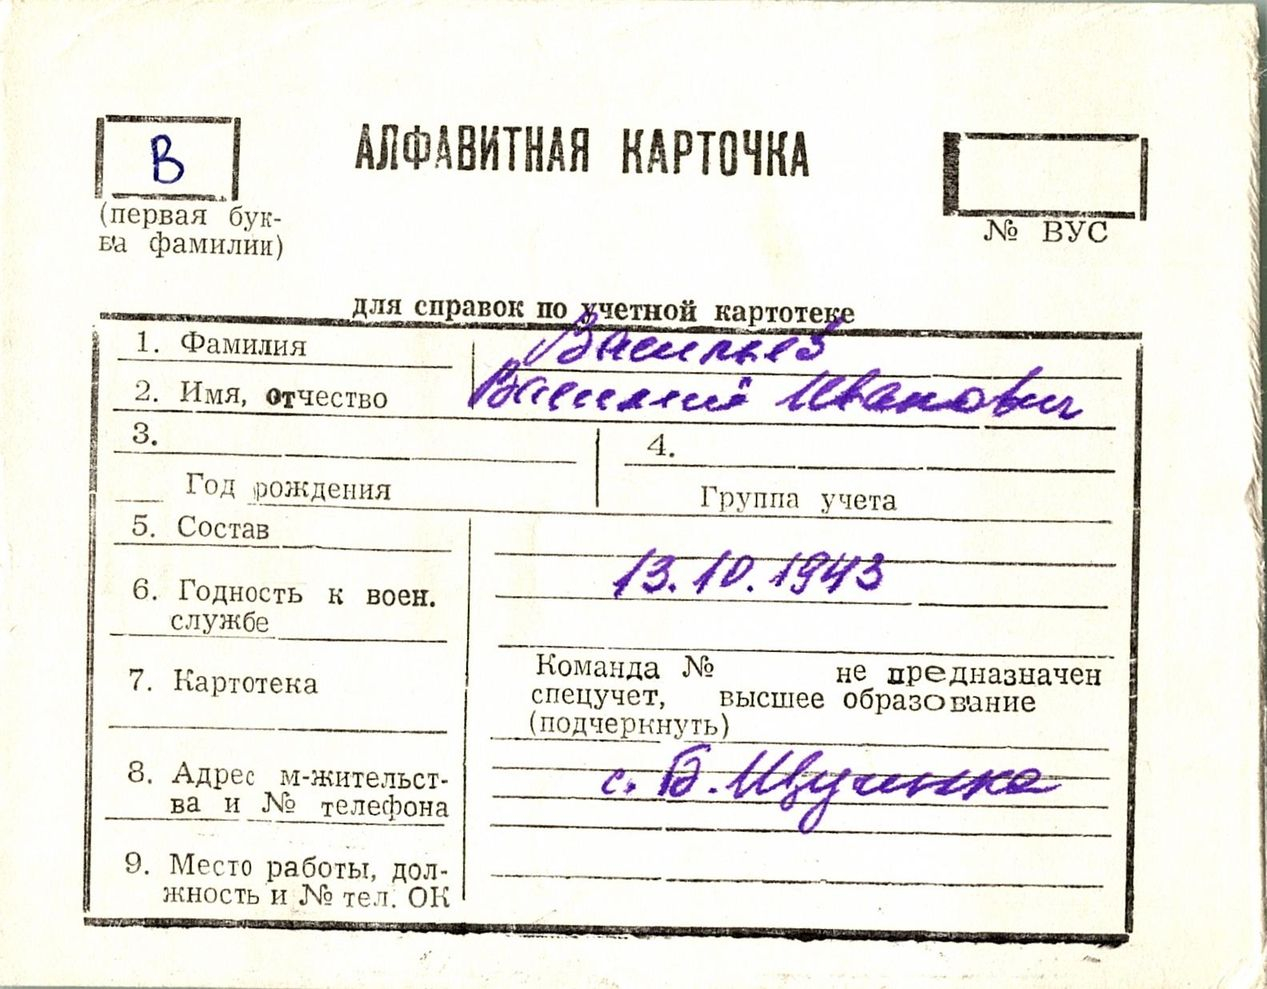 В
АЛФАВИТНАЯ КАРТОЧКА
(первая бук-
ва фамилии)
№ ВУС
для справок по учетной картотеке
1. Фамилия
Васильев
2. Имя, отчество
Василий Иванович
3.
4.
Год рождения
Группа учета
5. Состав
13.10.1943
6. Годность к воен.
службе
7. Картотека
Команда № не предназначен
спецучет, высшее образование
(подчеркнуть)
8. Адрес м-жительст-
ва и № телефона
с. Б.
9. Место работы, дол-
жность и № тел. ОК